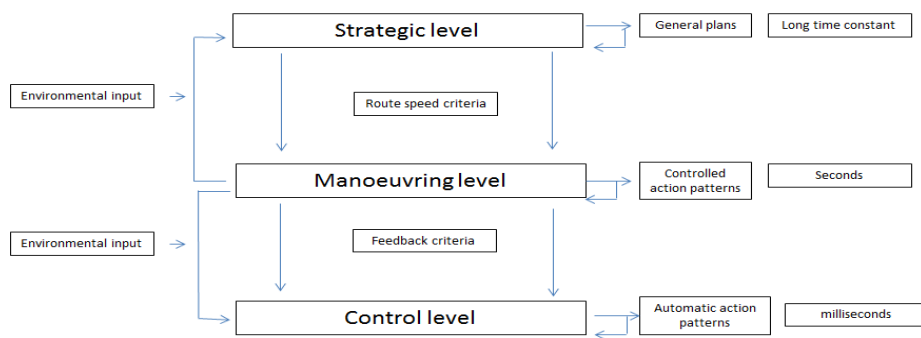 Strategic level
General plans
Long time constant
Environmental input
Route speed criteria
Manoeuvring level
Controlled
action patterns
Seconds
Environmental input
Feedback criteria
Control level
Automatic action
patterns
milliseconds